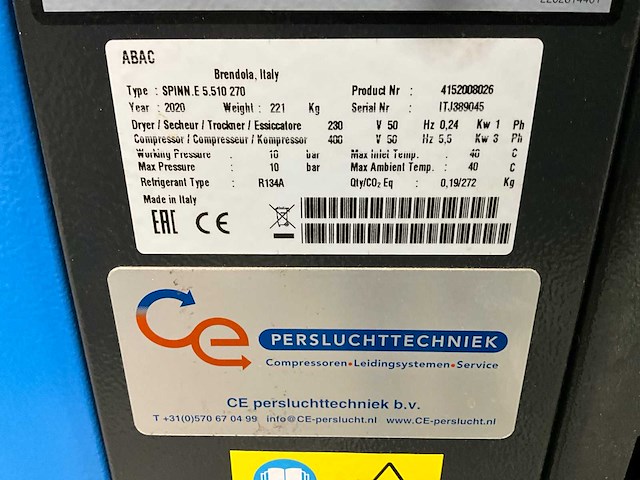 ABAC
Brendola, Italy
Type : SPINN.E 5.510 270 Product Nr : 4152008026
Year : 2020 Weight : 221 Kg Serial Nr : ITJ389045
Dryer / Secheur / Trockner / Essiccatore 230 V 50 Hz 0,24 Kw 1 Ph
Compressor / Compresseur / Kompressor 400 V 50 Hz 5,5 Kw 3 Ph
Working Pressure : 10 bar Max Inlet Temp. : 40 C
Max Pressure : 10 bar Max Ambient Temp. : 40 C
Refrigerant Type : R134A Qty/CO₂ Eq : 0,19/272 Kg
Made in Italy
EAC CE
ce PERSLUCHTTECHNIEK
Compressoren•Leidingsystemen•Service
CE persluchttechniek b.v.
T +31(0)570 67 04 99 info@CE-perslucht.nl www.CE-perslucht.nl